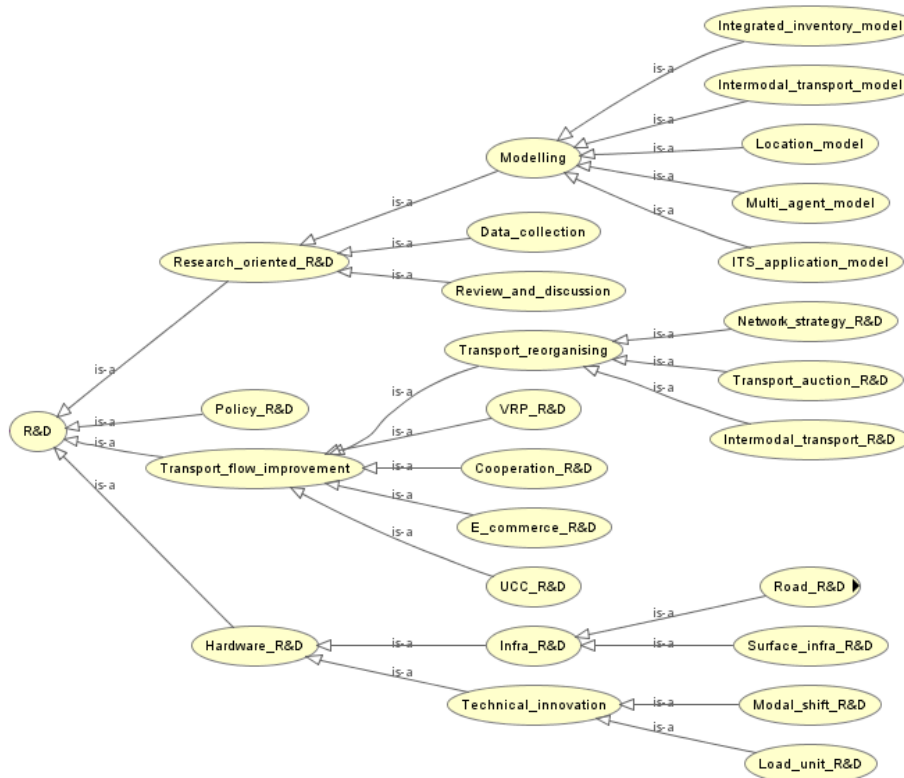 Integrated_inventory_model
is-a
Intermodal_transport_model
is-a
Location_model
Modelling
is-a
is-a
Multi_agent_model
is-a
is-a
Data_collection
is-a
Research_oriented_R&D
ITS_application_model
is-a
Review_and_discussion
Network_strategy_R&D
is-a
Transport_reorganising
is-a
is-a
Transport_auction_R&D
is-a
is-a
Policy_R&D
VRP_R&D
R&D
is-a
is-a
is-a
Intermodal_transport_R&D
Transport_flow_improvement
is-a
Cooperation_R&D
is-a
is-a
E_commerce_R&D
is-a
UCC_R&D
Road_R&D
is-a
Hardware_R&D
is-a
Infra_R&D
is-a
Surface_infra_R&D
is-a
Technical_innovation
is-a
Modal_shift_R&D
is-a
Load_unit_R&D